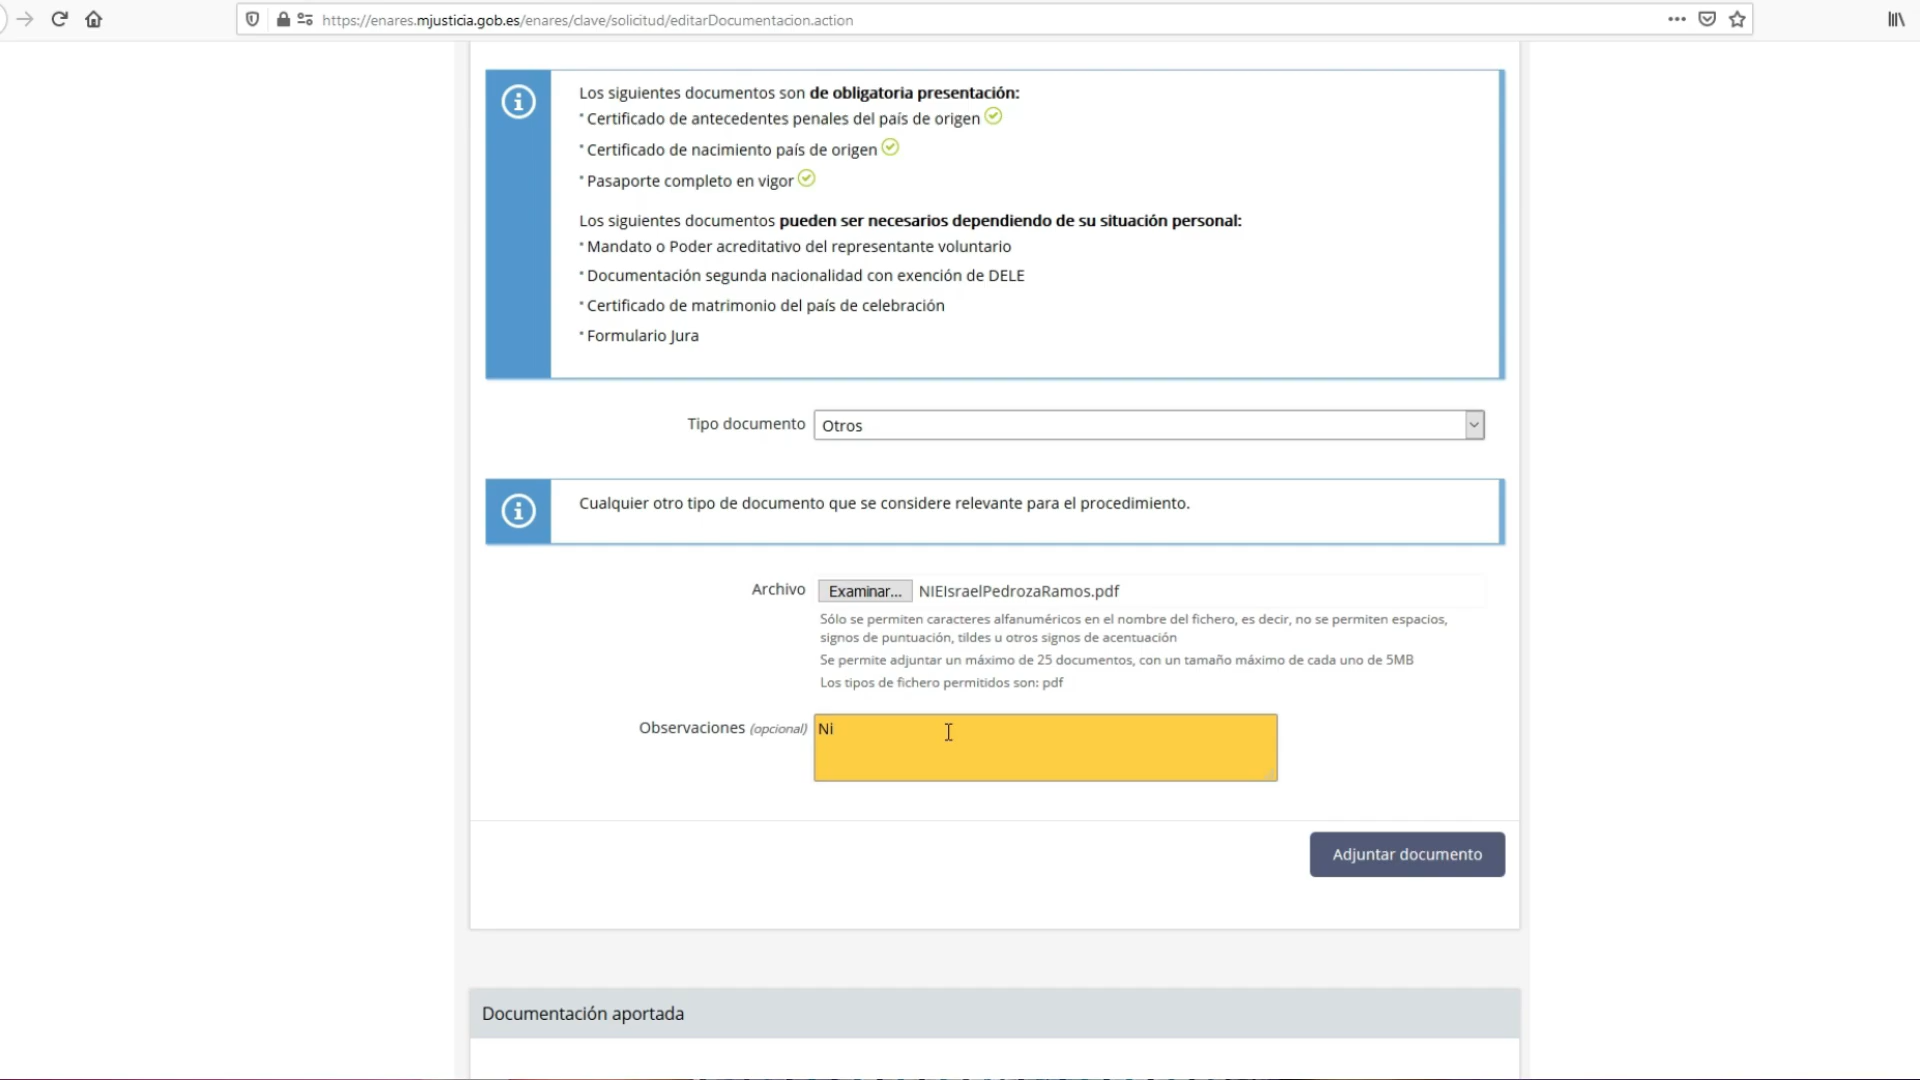 https://enares.mjusticia.gob.es/enares/clave/solicitud/editarDocumentacion.action
Los siguientes documentos son de obligatoria presentación:
Certificado de antecedentes penales del país de origen
Certificado de nacimiento país de origen
Pasaporte completo en vigor
Los siguientes documentos pueden ser necesarios dependiendo de su situación personal:
Mandato o Poder acreditativo del representante voluntario
Documentación segunda nacionalidad con exención de DELE
Certificado de matrimonio del país de celebración
Formulario Jura
Tipo documento Otros
Cualquier otro tipo de documento que se considere relevante para el procedimiento.
Archivo Examinar... NIEIsraelPedrozaRamos.pdf
Sólo se permiten caracteres alfanuméricos en el nombre del fichero, es decir, no se permiten espacios,
signos de puntuación, tildes u otros signos de acentuación
Se permite adjuntar un máximo de 25 documentos, con un tamaño máximo de cada uno de 5MB
Los tipos de fichero permitidos son: pdf
Observaciones (opcional) Ni
Adjuntar documento
Documentación aportada